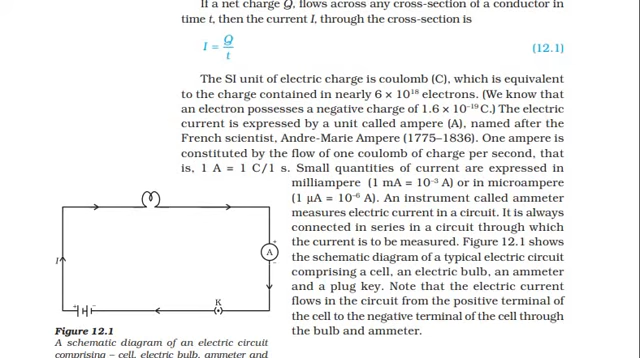 If a net charge Q, flows across any cross-section of a conductor in
time t, then the current I, through the cross-section is
I = Q/t (12.1)
The SI unit of electric charge is coulomb (C), which is equivalent
to the charge contained in nearly 6 × 10¹⁸ electrons. (We know that
an electron possesses a negative charge of 1.6 × 10⁻¹⁹ C.) The electric
current is expressed by a unit called ampere (A), named after the
French scientist, Andre-Marie Ampere (1775–1836). One ampere is
constituted by the flow of one coulomb of charge per second, that
is, 1 A = 1 C/1 s. Small quantities of current are expressed in
milliampere (1 mA = 10⁻³ A) or in microampere
(1 µA = 10⁻⁶ A). An instrument called ammeter
measures electric current in a circuit. It is always
connected in series in a circuit through which
the current is to be measured. Figure 12.1 shows
the schematic diagram of a typical electric circuit
comprising a cell, an electric bulb, an ammeter
and a plug key. Note that the electric current
flows in the circuit from the positive terminal of
the cell to the negative terminal of the cell through
the bulb and ammeter.
+
A
–
I
K
+ –
Figure 12.1
A schematic diagram of an electric circuit
comprising – cell, electric bulb, ammeter and